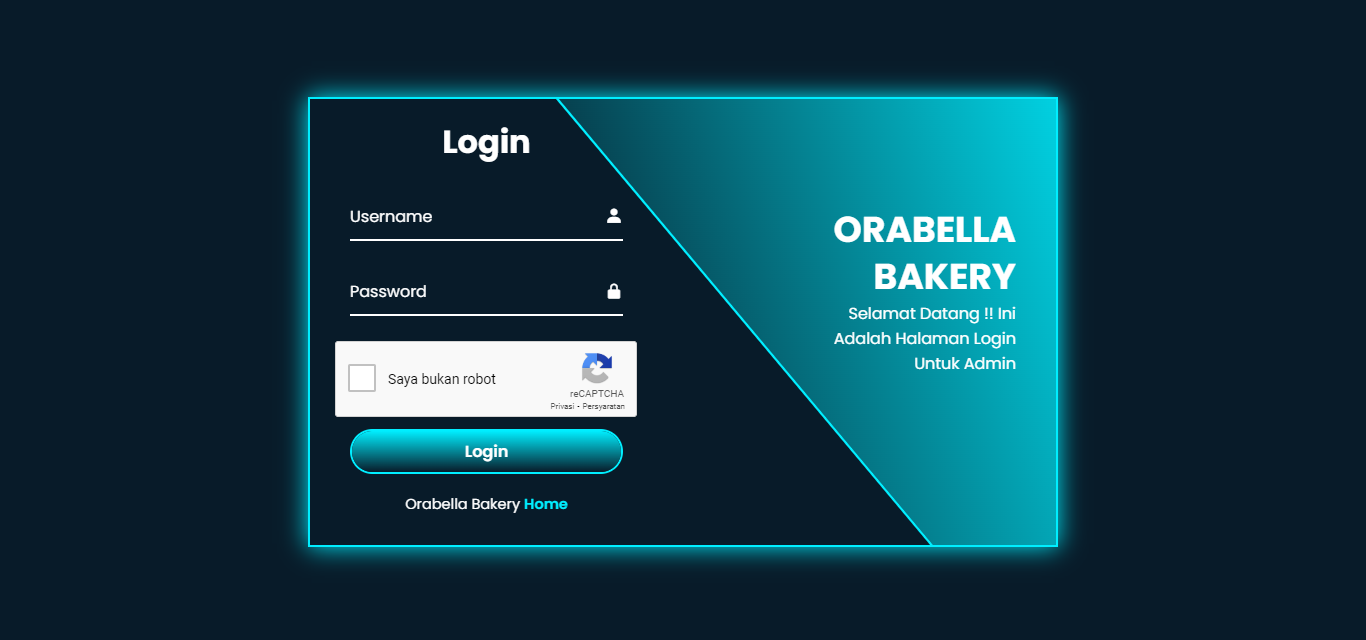 Login
Username
Password
Saya bukan robot
reCAPTCHA
Privasi - Persyaratan
Login
Orabella Bakery Home
ORABELLA
BAKERY
Selamat Datang !! Ini
Adalah Halaman Login
Untuk Admin